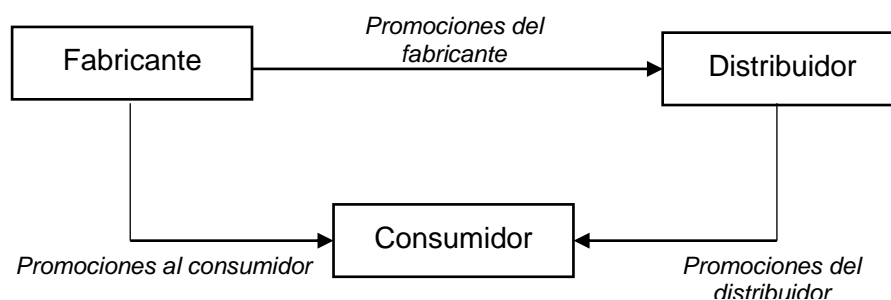 Promociones del
fabricante
Fabricante
Distribuidor
Consumidor
Promociones al consumidor
Promociones del
distribuidor